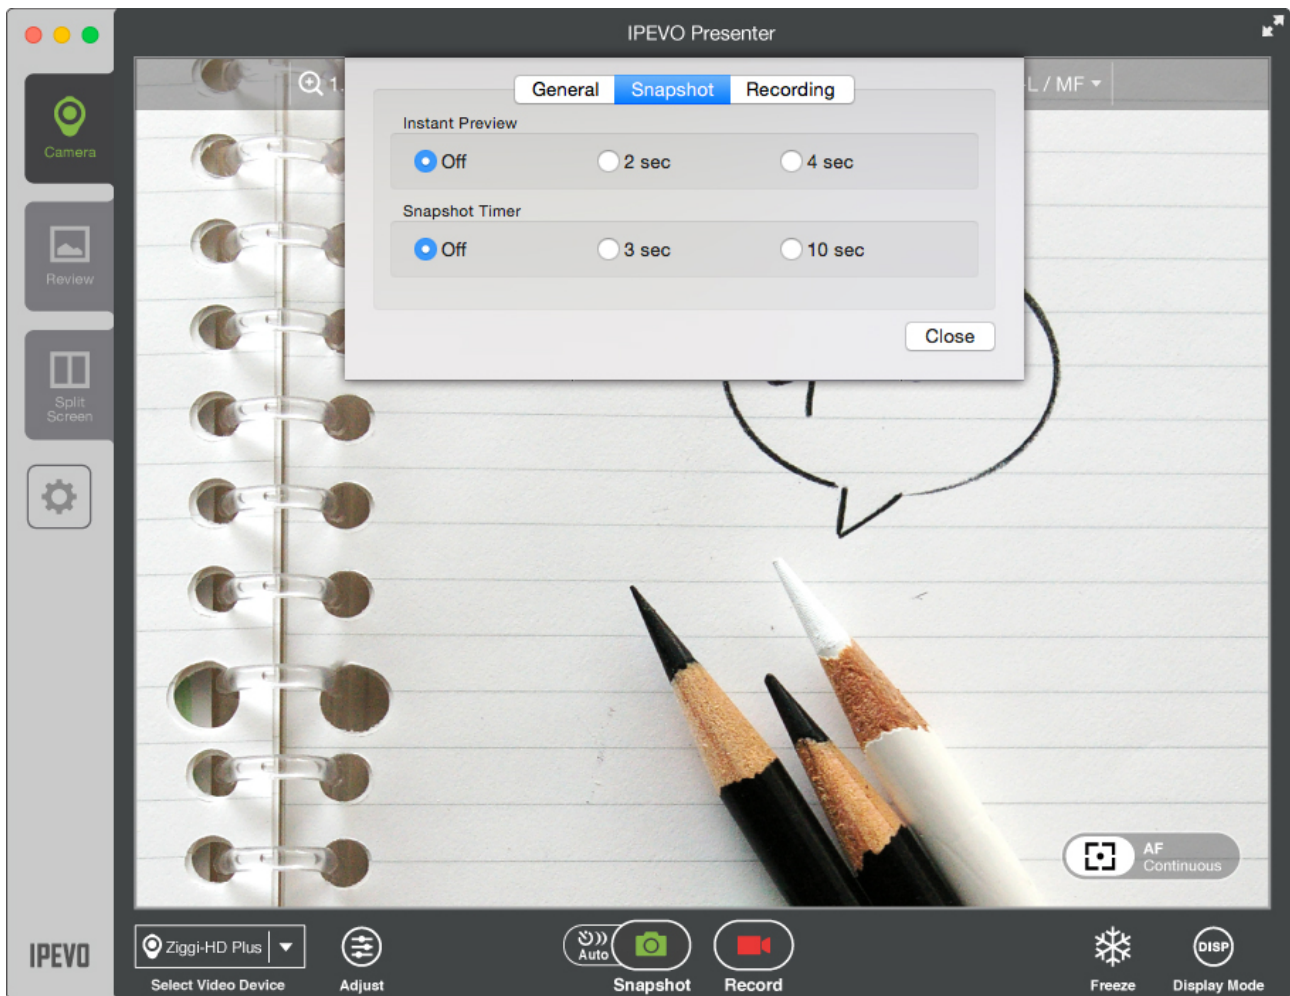 IPEVO Presenter
1.
L / MF
General Snapshot Recording
Instant Preview
Off 2 sec 4 sec
Snapshot Timer
Off 3 sec 10 sec
Close
Camera
Review
Split
Screen
AF
Continuous
IPEVO
Ziggi-HD Plus
Auto
DISP
Select Video Device Adjust Snapshot Record Freeze Display Mode